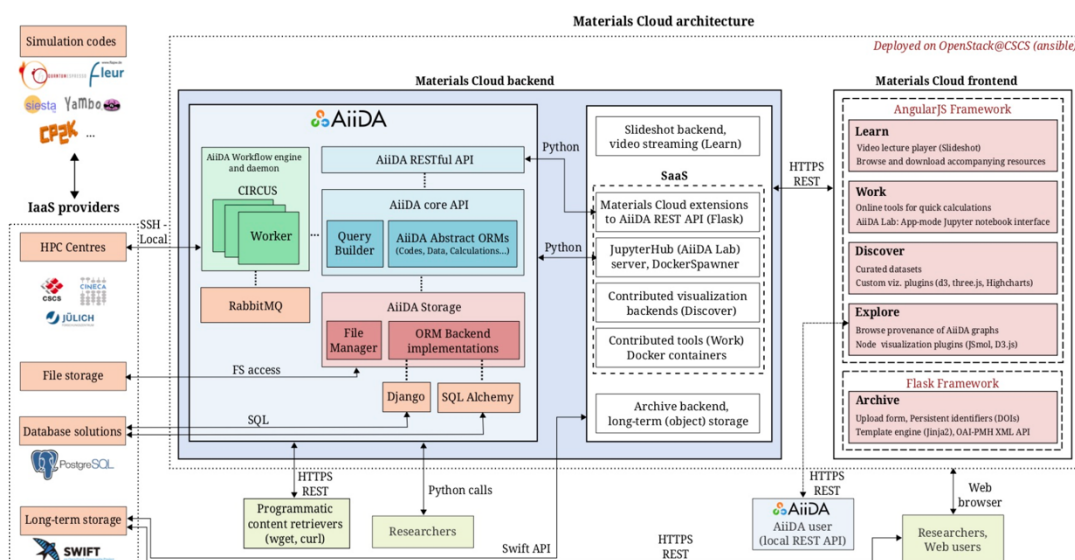 Materials Cloud architecture
Simulation codes
Deployed on OpenStack@CSCS (ansible)
QUANTUMESPRESSO
fleur
siesta
Yambo
CP2K
...
Materials Cloud backend
Materials Cloud frontend
AiiDA
AngularJS Framework
Slideshot backend,
video streaming (Learn)
Learn
Video lecture player (Slideshot)
Browse and download accompanying resources
Python
HTTPS
REST
AiiDA Workflow engine
and daemon
CIRCUS
Worker
...
AiiDA RESTful API
AiiDA core API
Query
Builder
AiiDA Abstract ORMs
(Codes, Data, Calculations...)
SaaS
Materials Cloud extensions
to AiiDA REST API (Flask)
Work
Online tools for quick calculations
AiiDA Lab: App-mode Jupyter notebook interface
IaaS providers
SSH -
Local
HPC Centres
Python
JupyterHub (AiiDA Lab)
server, DockerSpawner
Discover
Curated datasets
Custom viz. plugins (d3, three.js, Highcharts)
CSCS
CINECA
JÜLICH
RabbitMQ
AiiDA Storage
File
Manager
ORM Backend
implementations
Contributed visualization
backends (Discover)
Explore
Browse provenance of AiiDA graphs
Node visualization plugins (JSmol, D3.js)
Contributed tools (Work)
Docker containers
File storage
FS access
Django
SQL Alchemy
Flask Framework
Archive
Upload form, Persistent identifiers (DOIs)
Template engine (Jinja2), OAI-PMH XML API
Archive backend,
long-term (object) storage
SQL
Database solutions
PostgreSQL
HTTPS
REST
Python calls
HTTPS
REST
Web
browser
Programmatic
content retrievers
(wget, curl)
Researchers
AiiDA
AiiDA user
(local REST API)
Researchers,
Web users
Long-term storage
SWIFT
Swift API
HTTPS
REST